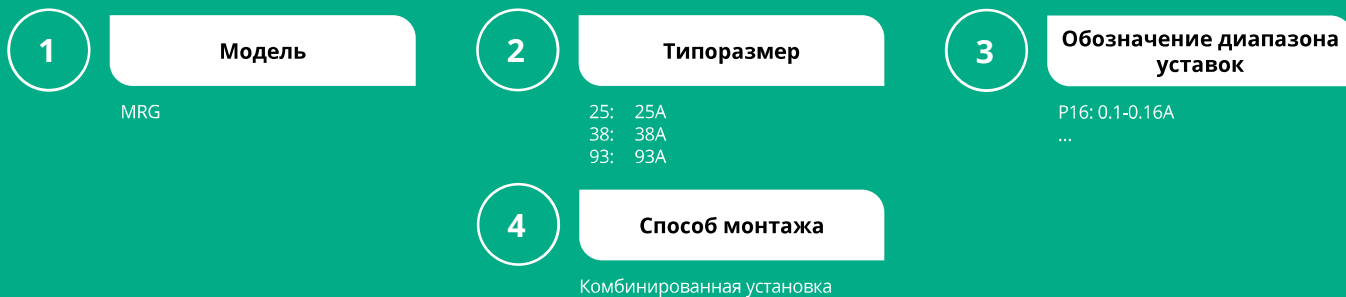 1
Модель
MRG
2
Типоразмер
25: 25A
38: 38A
93: 93A
3
Обозначение диапазона
уставок
P16: 0.1-0.16A
...
4
Способ монтажа
Комбинированная установка